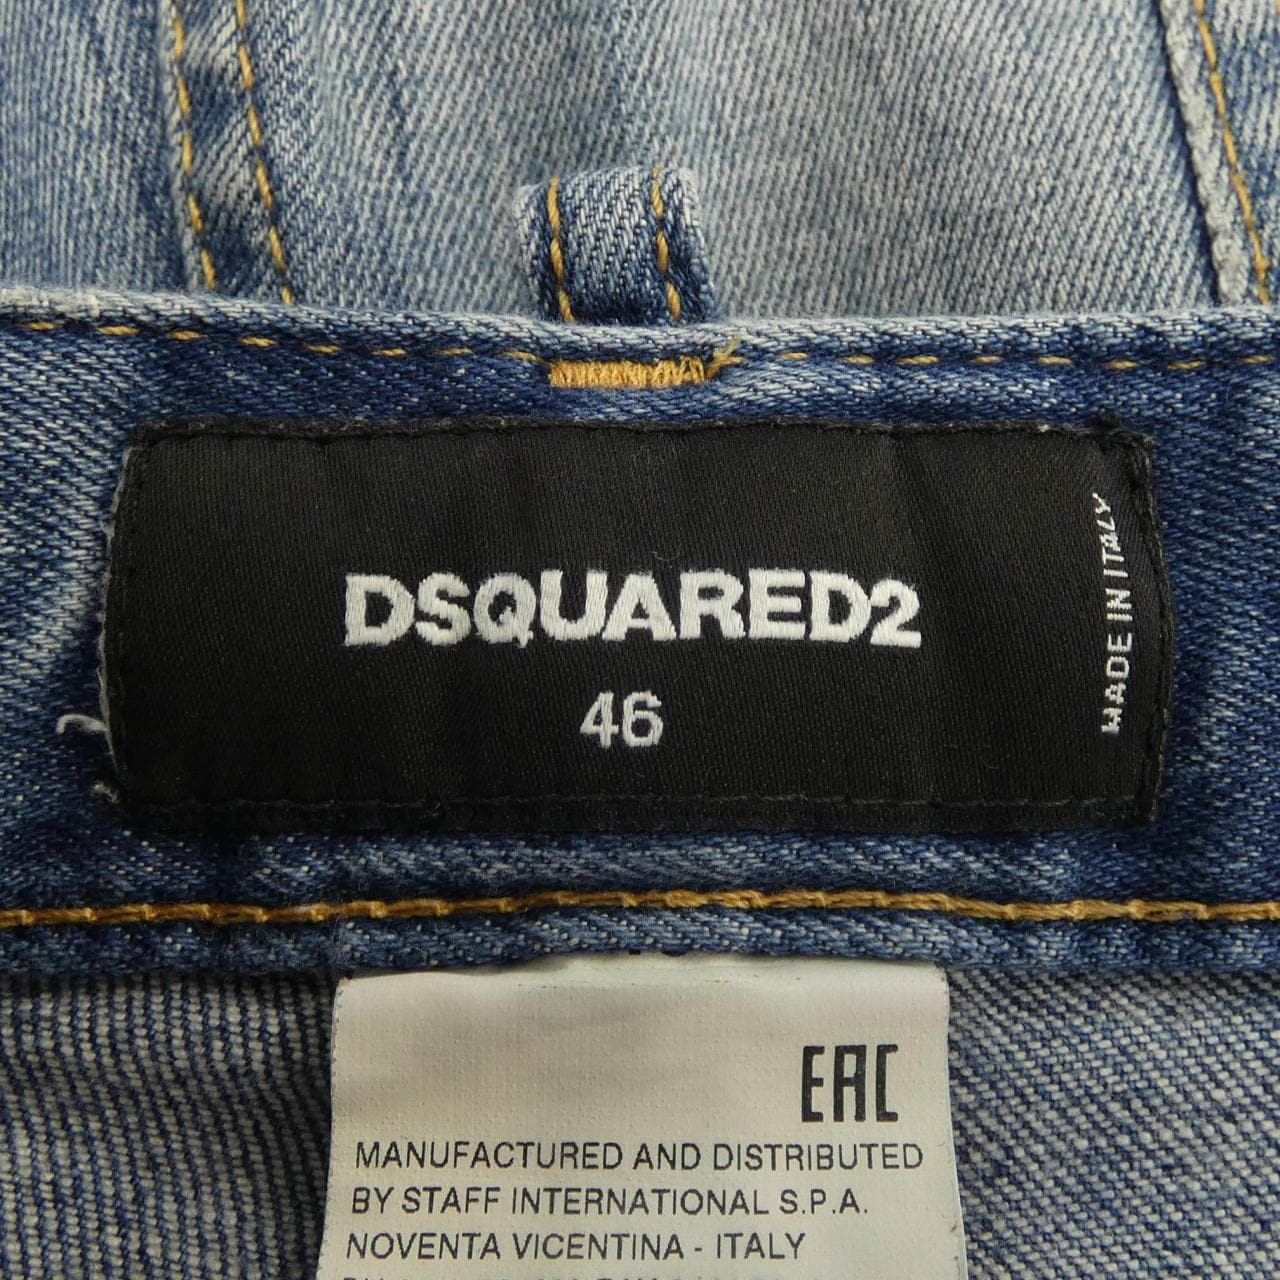 DSQUARED2
46
MADE IN ITALY
EAC
MANUFACTURED AND DISTRIBUTED
BY STAFF INTERNATIONAL S.P.A.
NOVENTA VICENTINA - ITALY